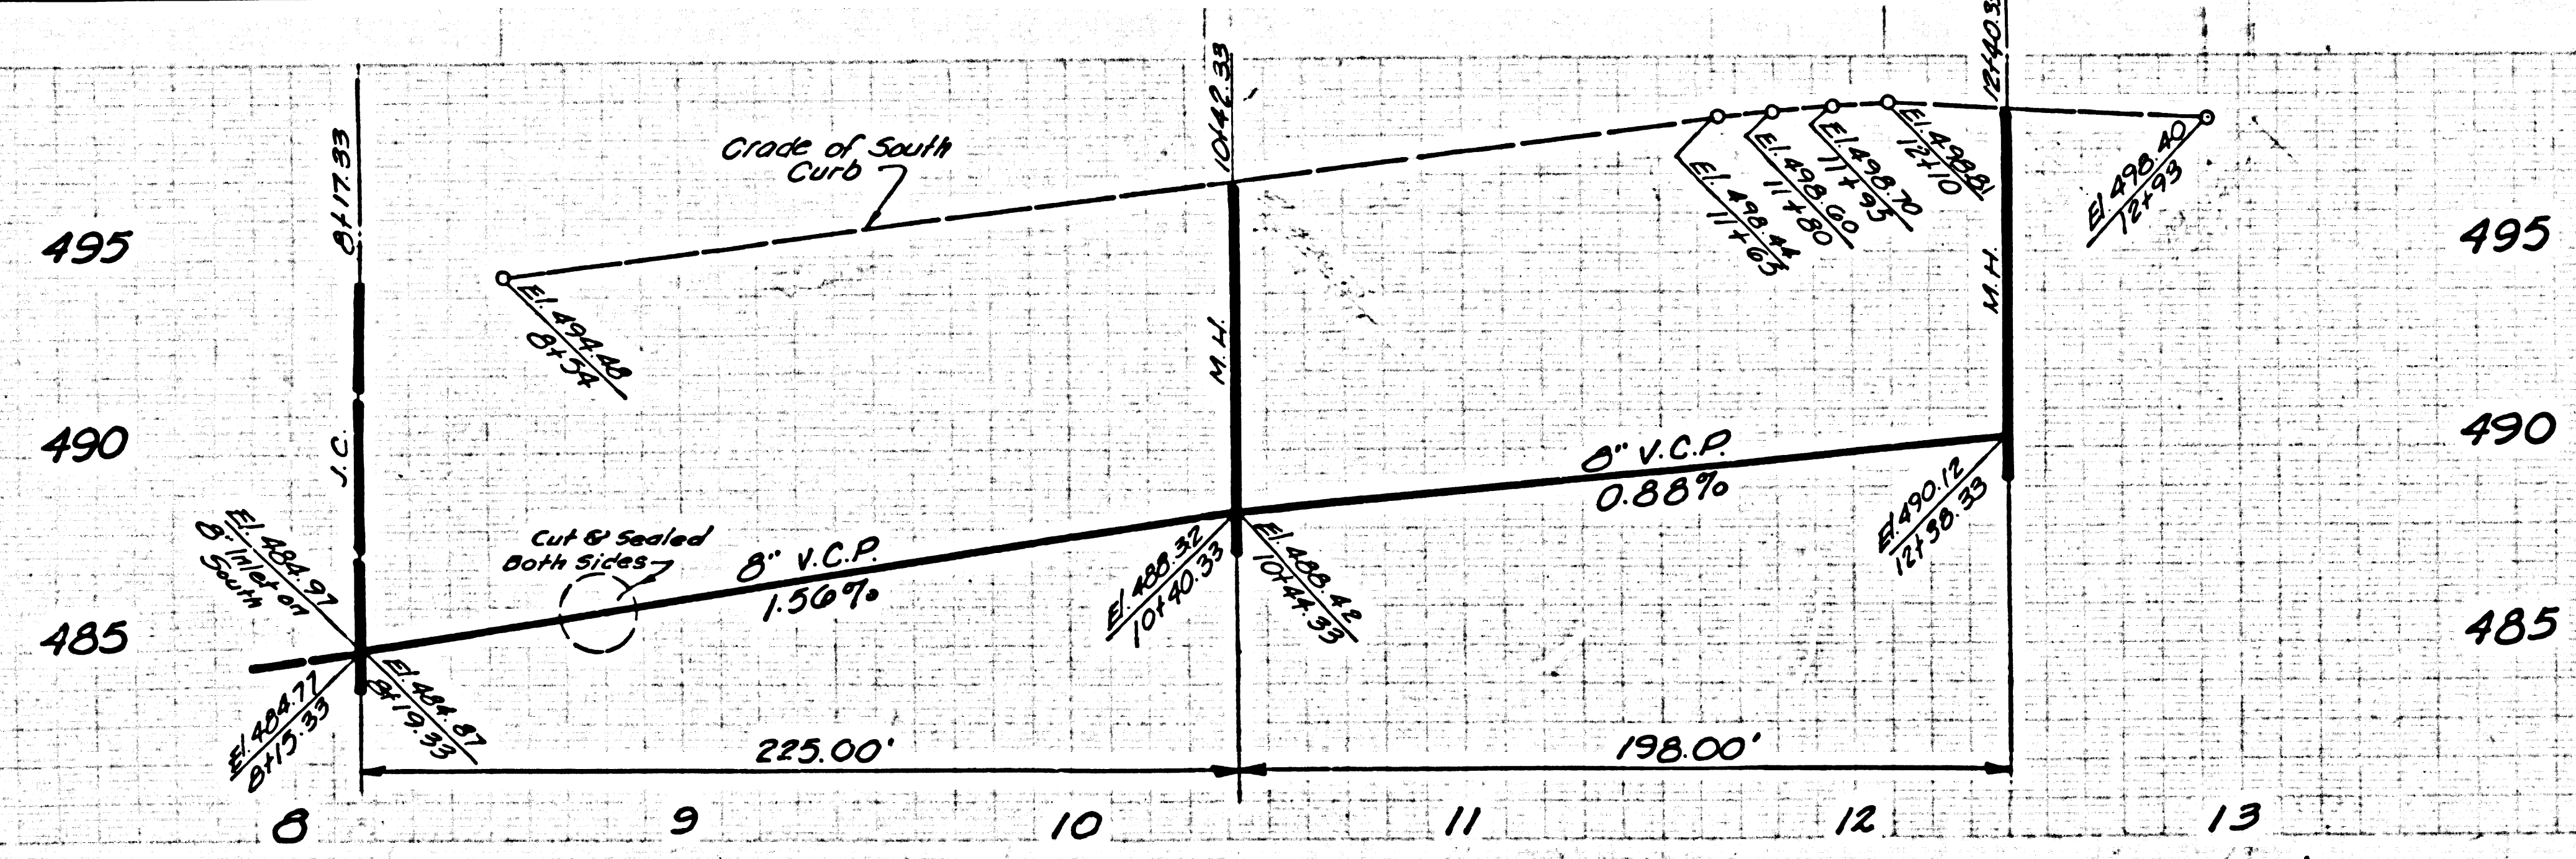 8+17.33
10+42.33
12+40.33
Grade of South
Curb
495
495
El. 494.48
8+54
El. 498.44
11+63
El. 498.60
11+80
El. 498.70
11+95
El. 498.81
12+10
El 498.40
12+93
M.H.
M.H.
J.C.
490
490
8" V.C.P.
0.88%
El. 490.12
12+38.33
El 484.97
8" Inlet on
South
Cut & Sealed
Both Sides
8" V.C.P.
1.56%
El. 488.32
10+40.33
El. 488.42
10+44.33
485
485
El. 484.77
8+15.33
El 484.87
8+19.33
225.00'
198.00'
8
9
10
11
12
13